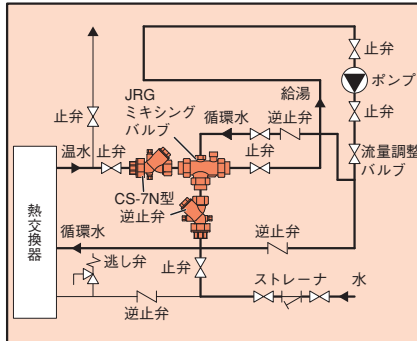 止弁
ポンプ
JRG
ミキシング
バルブ
給湯
循環水
逆止弁
止弁
止弁
温水
止弁
止弁
流量調整
バルブ
CS-7N型
逆止弁
熱交換器
循環水
逆止弁
逃し弁
止弁
ストレーナ
水
逆止弁